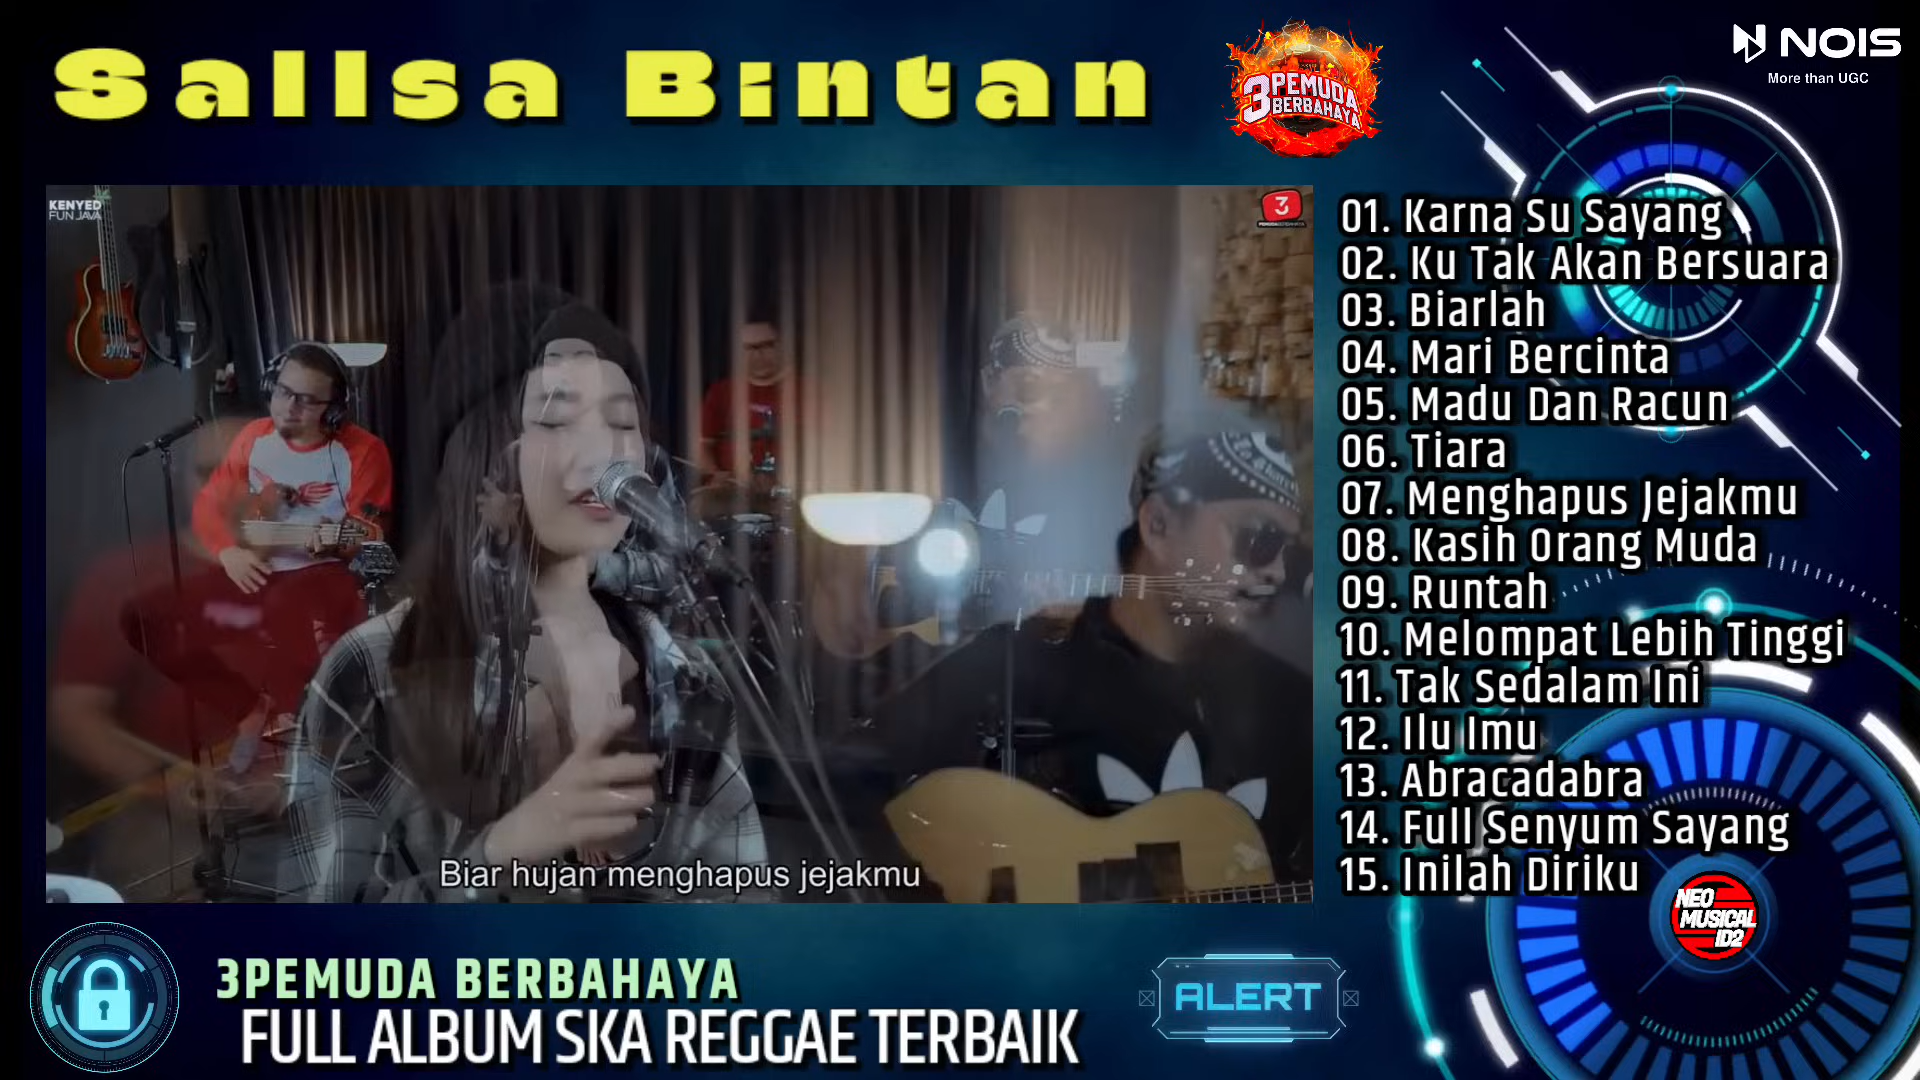 Sallsa Bintan
3PEMUDA
BERBAHAYA
NOIS
More than UGC
KENYED
FUN JAVA
3
01. Karna Su Sayang
02. Ku Tak Akan Bersuara
03. Biarlah
04. Mari Bercinta
05. Madu Dan Racun
06. Tiara
07. Menghapus Jejakmu
08. Kasih Orang Muda
09. Runtah
10. Melompat Lebih Tinggi
11. Tak Sedalam Ini
12. Ilu Imu
13. Abracadabra
14. Full Senyum Sayang
15. Inilah Diriku
Biar hujan menghapus jejakmu
NEO
MUSICAL
ID2
3PEMUDA BERBAHAYA
FULL ALBUM SKA REGGAE TERBAIK
ALERT